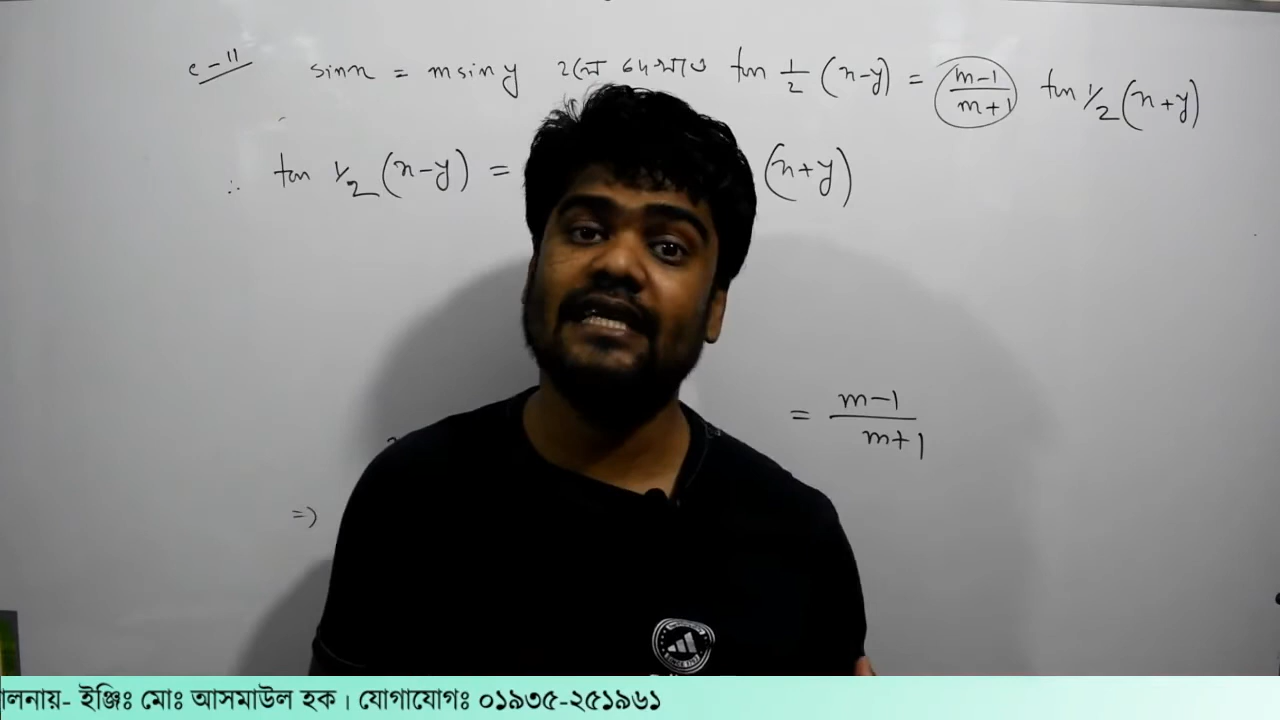 e-11 sinx = m siny হলে দেখাও tan 1/2 (x-y) = m-1/m+1 tan 1/2 (x+y)
∴ tan 1/2 (x-y) = (x+y)
= m-1/m+1
=>
লনায়- ইঞ্জিঃ মোঃ আসমাউল হক। যোগাযোগঃ ০১৯৩৫-২৫১৯৬১